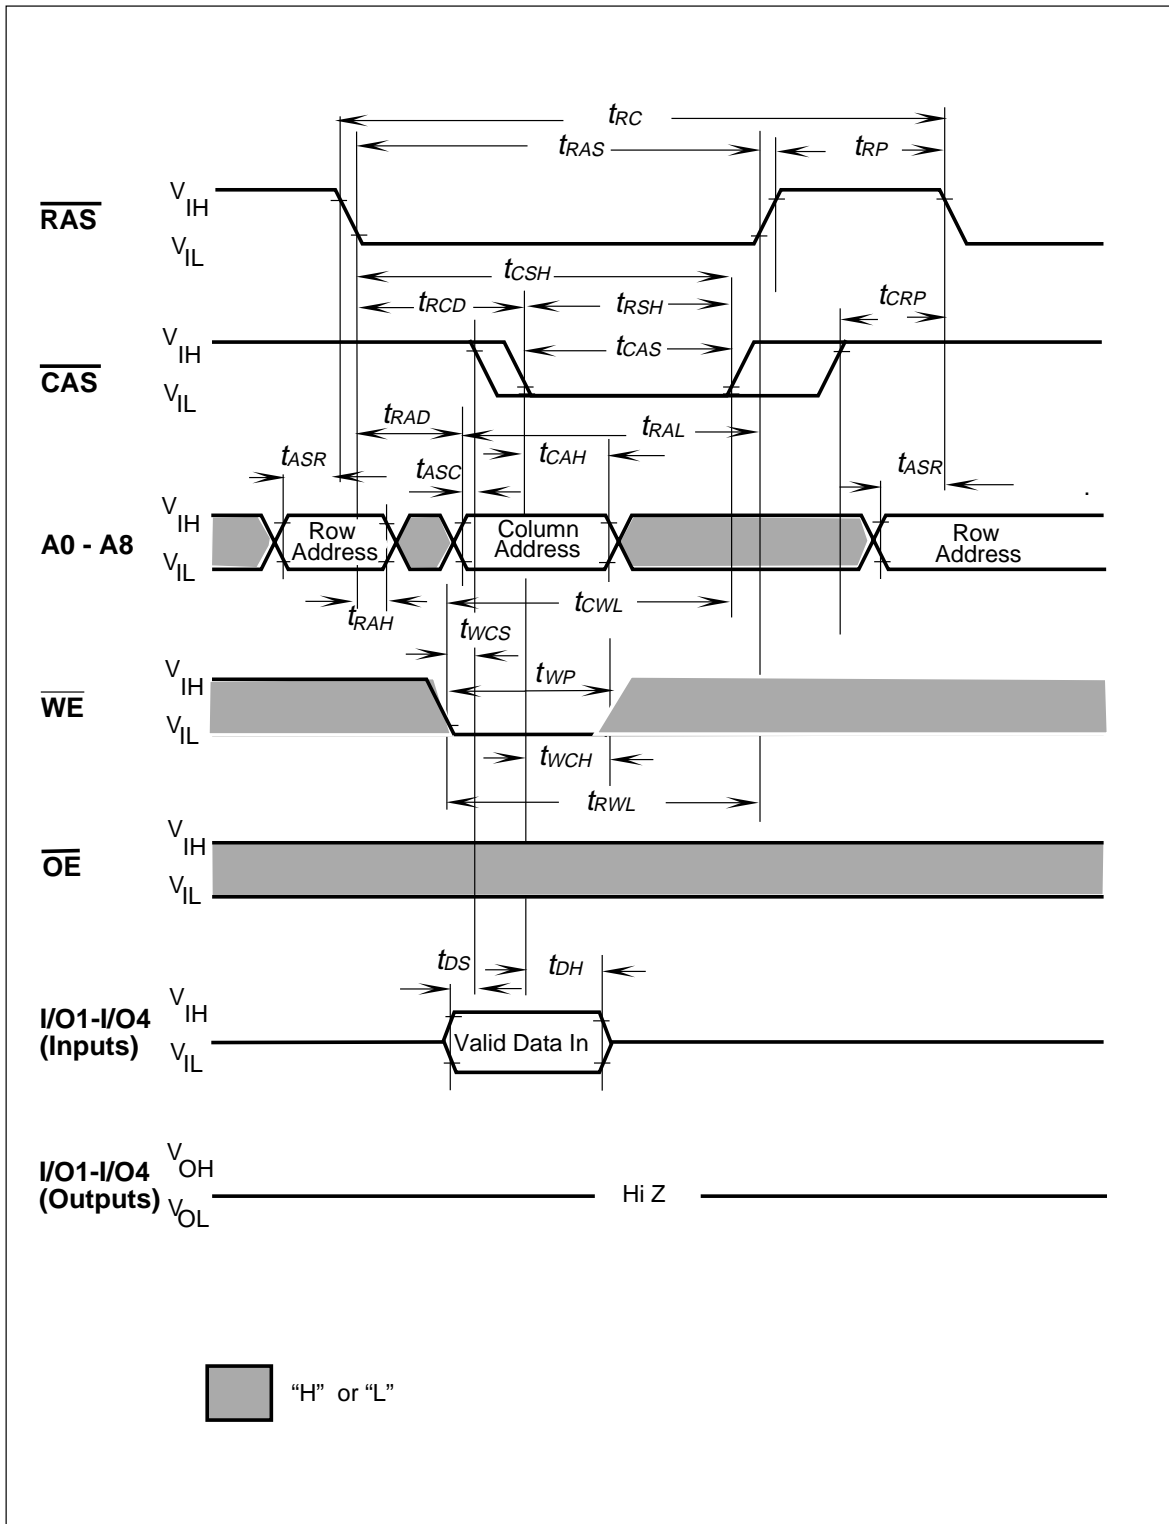 tRC
tRAS
tRP
RAS
VIH
VIL
tCSH
tRCD
tRSH
tCRP
CAS
VIH
VIL
tCAS
tRAD
tRAL
tASR
tASC
tCAH
tASR
A0 - A8
VIH
VIL
Row
Address
Column
Address
Row
Address
tRAH
tCWL
tWCS
WE
VIH
VIL
tWP
tWCH
tRWL
OE
VIH
VIL
tDS
tDH
I/O1-I/O4
(Inputs)
VIH
VIL
Valid Data In
I/O1-I/O4
(Outputs)
VOH
VOL
Hi Z
“H” or “L”